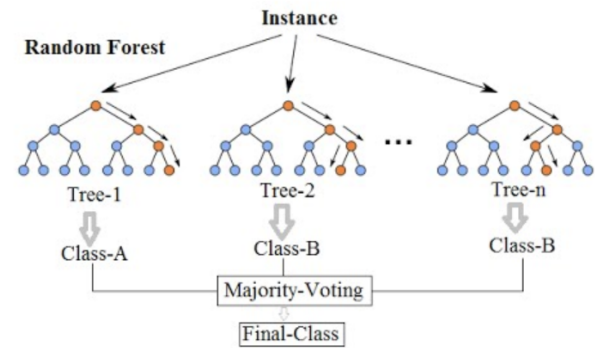 Instance
Random Forest
...
Tree-1
Tree-2
Tree-n
Class-A
Class-B
Class-B
Majority-Voting
Final-Class